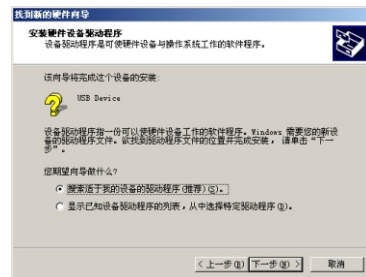 找到新的硬件向导
安装硬件设备驱动程序
设备驱动程序是可使硬件设备与操作系统工作的软件程序。
该向导将完成这个设备的安装:
USB Device
设备驱动程序指一份可以使硬件设备工作的软件程序。Windows 需要您的新设
备的驱动程序文件。欲找到驱动程序文件的位置并完成安装，请单击“下一
步”。
您期望向导做什么?
搜索适于我的设备的驱动程序(推荐)(S)。
显示已知设备驱动程序的列表，从中选择特定驱动程序(D)。
< 上一步(B) 下一步(N) > 取消